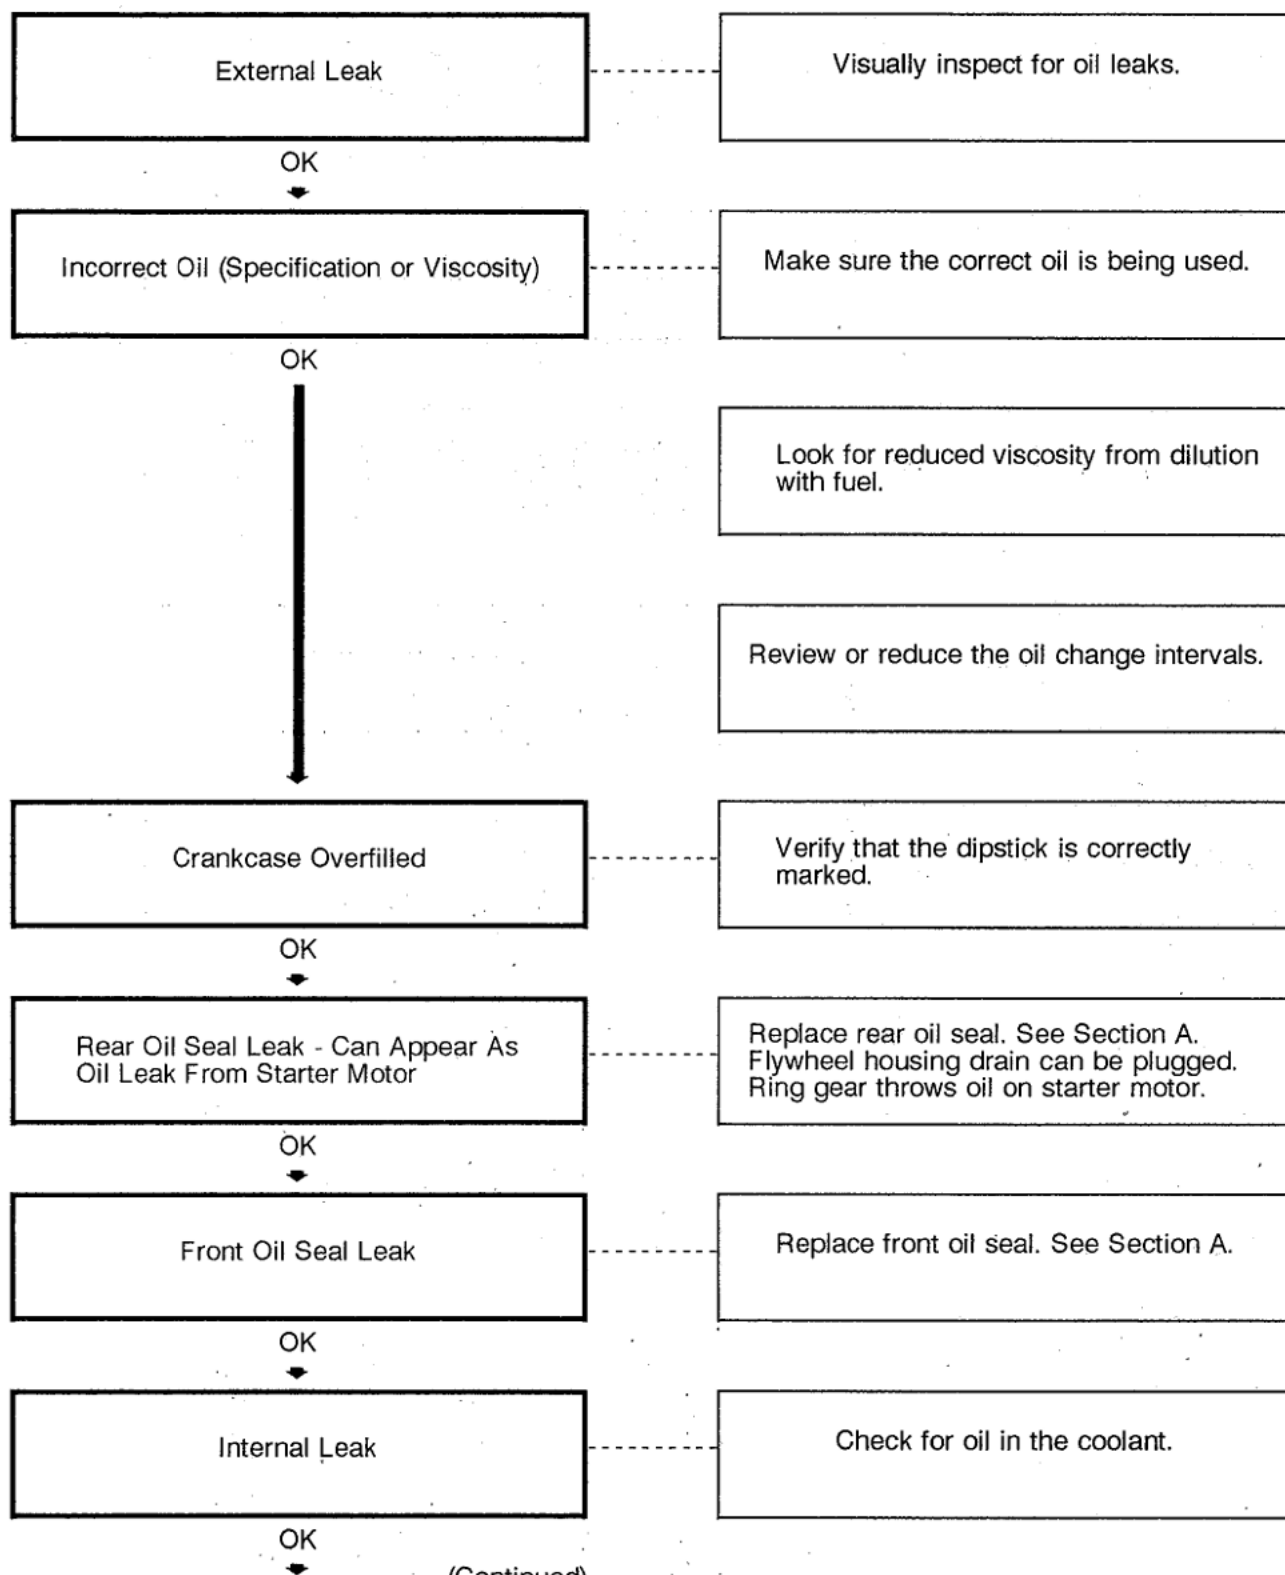 External Leak
Visually inspect for oil leaks.
OK
Incorrect Oil (Specification or Viscosity)
Make sure the correct oil is being used.
OK
Look for reduced viscosity from dilution
with fuel.
Review or reduce the oil change intervals.
Crankcase Overfilled
Verify that the dipstick is correctly
marked.
OK
Rear Oil Seal Leak - Can Appear As
Oil Leak From Starter Motor
Replace rear oil seal. See Section A.
Flywheel housing drain can be plugged.
Ring gear throws oil on starter motor.
OK
Front Oil Seal Leak
Replace front oil seal. See Section A.
OK
Internal Leak
Check for oil in the coolant.
OK
(Continued)